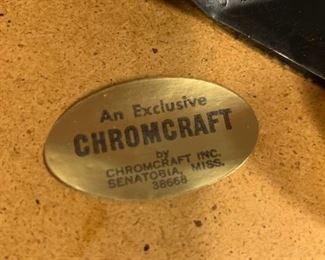 An Exclusive
CHROMCRAFT
by
CHROMCRAFT INC.
SENATOBIA, MISS.
38668